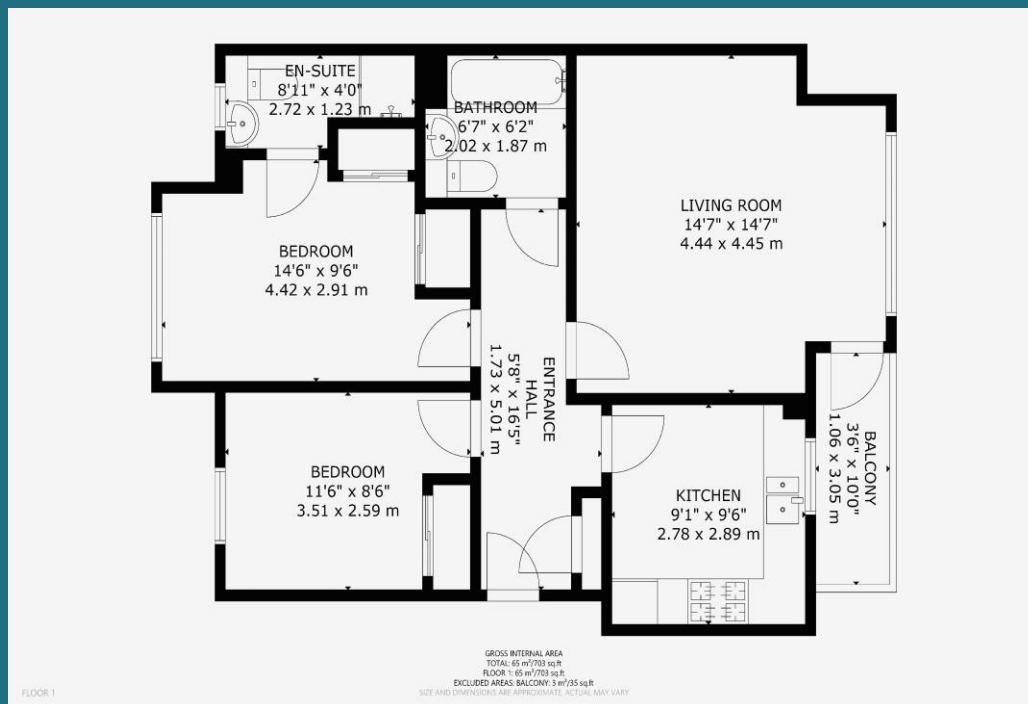 EN-SUITE
8'11" x 4'0"
2.72 x 1.23 m
BATHROOM
6'7" x 6'2"
2.02 x 1.87 m
LIVING ROOM
14'7" x 14'7"
4.44 x 4.45 m
BEDROOM
14'6" x 9'6"
4.42 x 2.91 m
ENTRANCE
HALL
5'8" x 16'5"
1.73 x 5.01 m
BALCONY
3'6" x 10'0"
1.06 x 3.05 m
BEDROOM
11'6" x 8'6"
3.51 x 2.59 m
KITCHEN
9'1" x 9'6"
2.78 x 2.89 m
GROSS INTERNAL AREA
TOTAL: 65 m²/703 sq.ft
FLOOR 1: 65 m²/703 sq.ft
EXCLUDED AREAS: BALCONY: 3 m²/35 sq.ft
SIZE AND DIMENSIONS ARE APPROXIMATE, ACTUAL MAY VARY
FLOOR 1